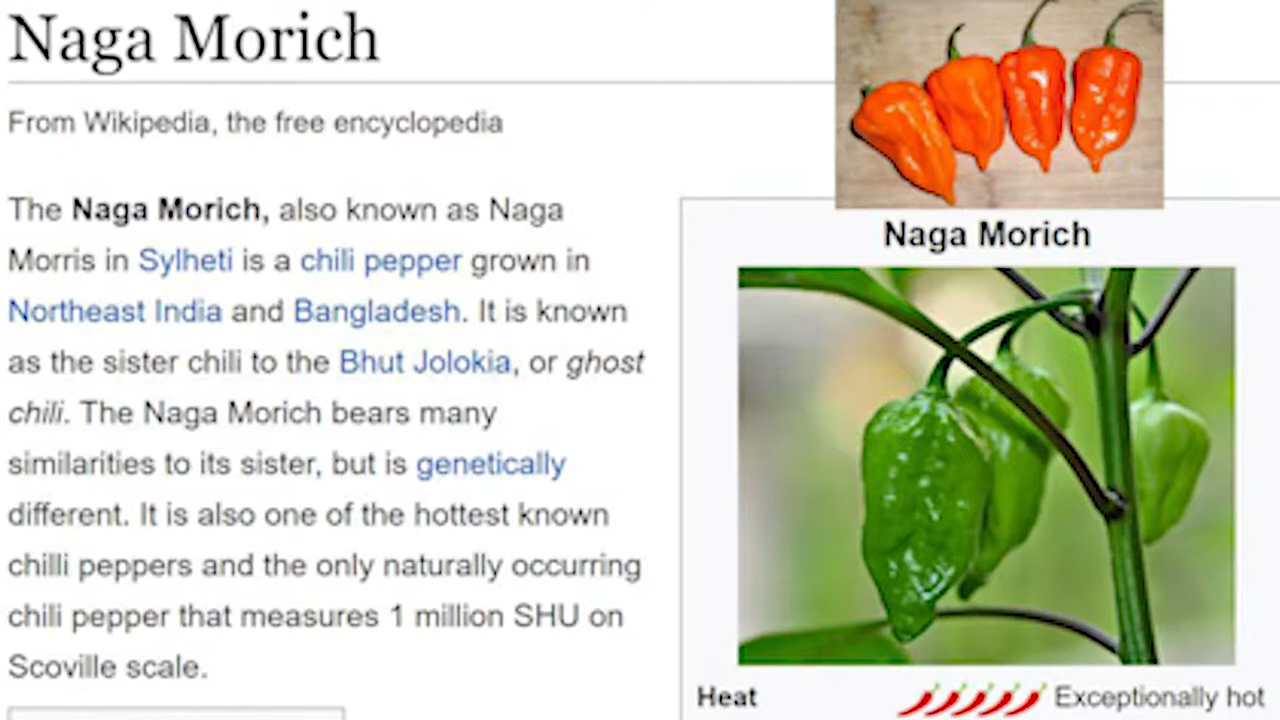 Naga Morich
From Wikipedia, the free encyclopedia
The Naga Morich, also known as Naga
Morris in Sylheti is a chili pepper grown in
Northeast India and Bangladesh. It is known
as the sister chili to the Bhut Jolokia, or ghost
chili. The Naga Morich bears many
similarities to its sister, but is genetically
different. It is also one of the hottest known
chilli peppers and the only naturally occurring
chili pepper that measures 1 million SHU on
Scoville scale.
Naga Morich
Heat Exceptionally hot